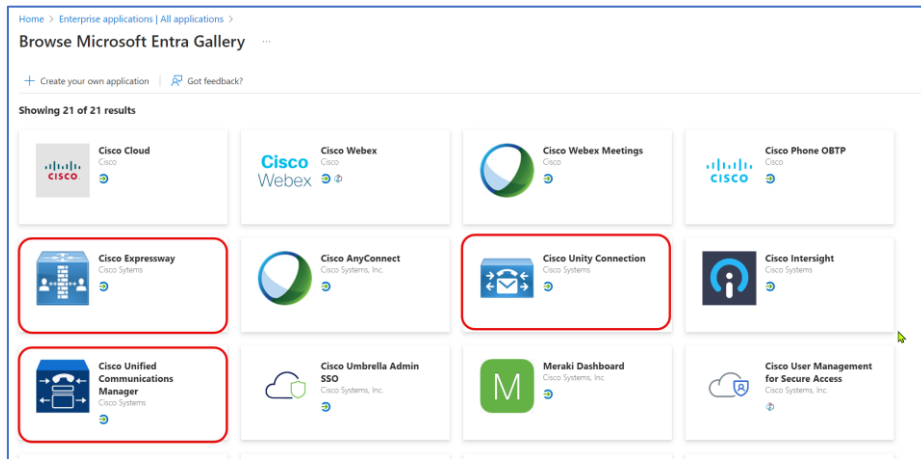 Home > Enterprise applications | All applications >
Browse Microsoft Entra Gallery ...
+ Create your own application | Got feedback?
Showing 21 of 21 results
CISCO
Cisco Cloud
Cisco
Cisco
Webex
Cisco Webex
Cisco
Cisco Webex Meetings
Cisco
CISCO
Cisco Phone OBTP
Cisco
Cisco Expressway
Cisco Sytems
Cisco AnyConnect
Cisco Systems, Inc.
Cisco Unity Connection
Cisco Systems
Cisco Intersight
Cisco Systems
Cisco Unified
Communications
Manager
Cisco Systems
Cisco Umbrella Admin
SSO
Cisco Systems, Inc.
M
Meraki Dashboard
Cisco Systems, Inc.
Cisco User Management
for Secure Access
Cisco Systems, Inc.